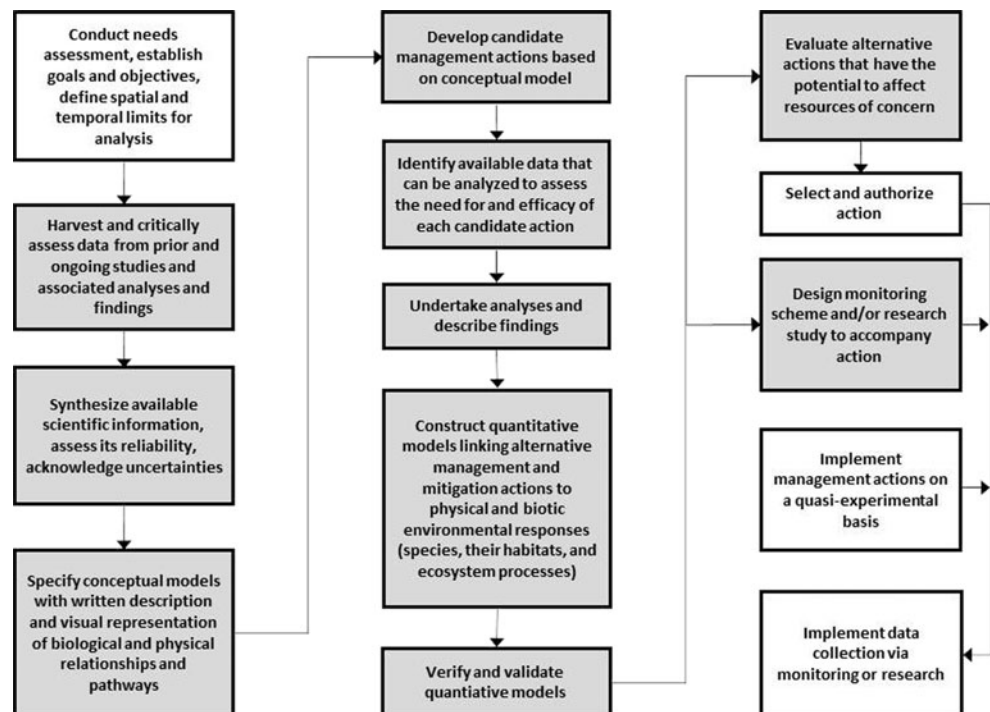 Conduct needs
assessment, establish
goals and objectives,
define spatial and
temporal limits for
analysis
Harvest and critically
assess data from prior and
ongoing studies and
associated analyses and
findings
Synthesize available
scientific information,
assess its reliability,
acknowledge uncertainties
Specify conceptual models
with written description
and visual representation
of biological and physical
relationships and
pathways
Develop candidate
management actions based
on conceptual model
Identify available data that
can be analyzed to assess
the need for and efficacy of
each candidate action
Undertake analyses and
describe findings
Construct quantitative
models linking alternative
management and
mitigation actions to
physical and biotic
environmental responses
(species, their habitats, and
ecosystem processes)
Verify and validate
quantiative models
Evaluate alternative
actions that have the
potential to affect
resources of concern
Select and authorize
action
Design monitoring
scheme and/or research
study to accompany
action
Implement
management actions on
a quasi-experimental
basis
Implement data
collection via
monitoring or research